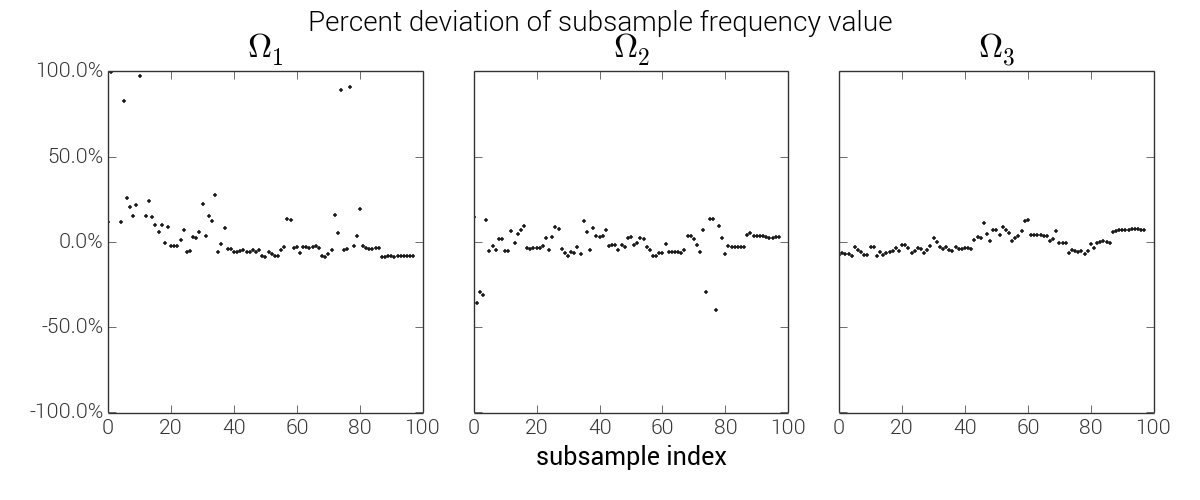 Percent deviation of subsample frequency value
Ω1 Ω2 Ω3
100.0%
50.0%
0.0%
-50.0%
-100.0%
0 20 40 60 80 100 0 20 40 60 80 100 0 20 40 60 80 100
subsample index